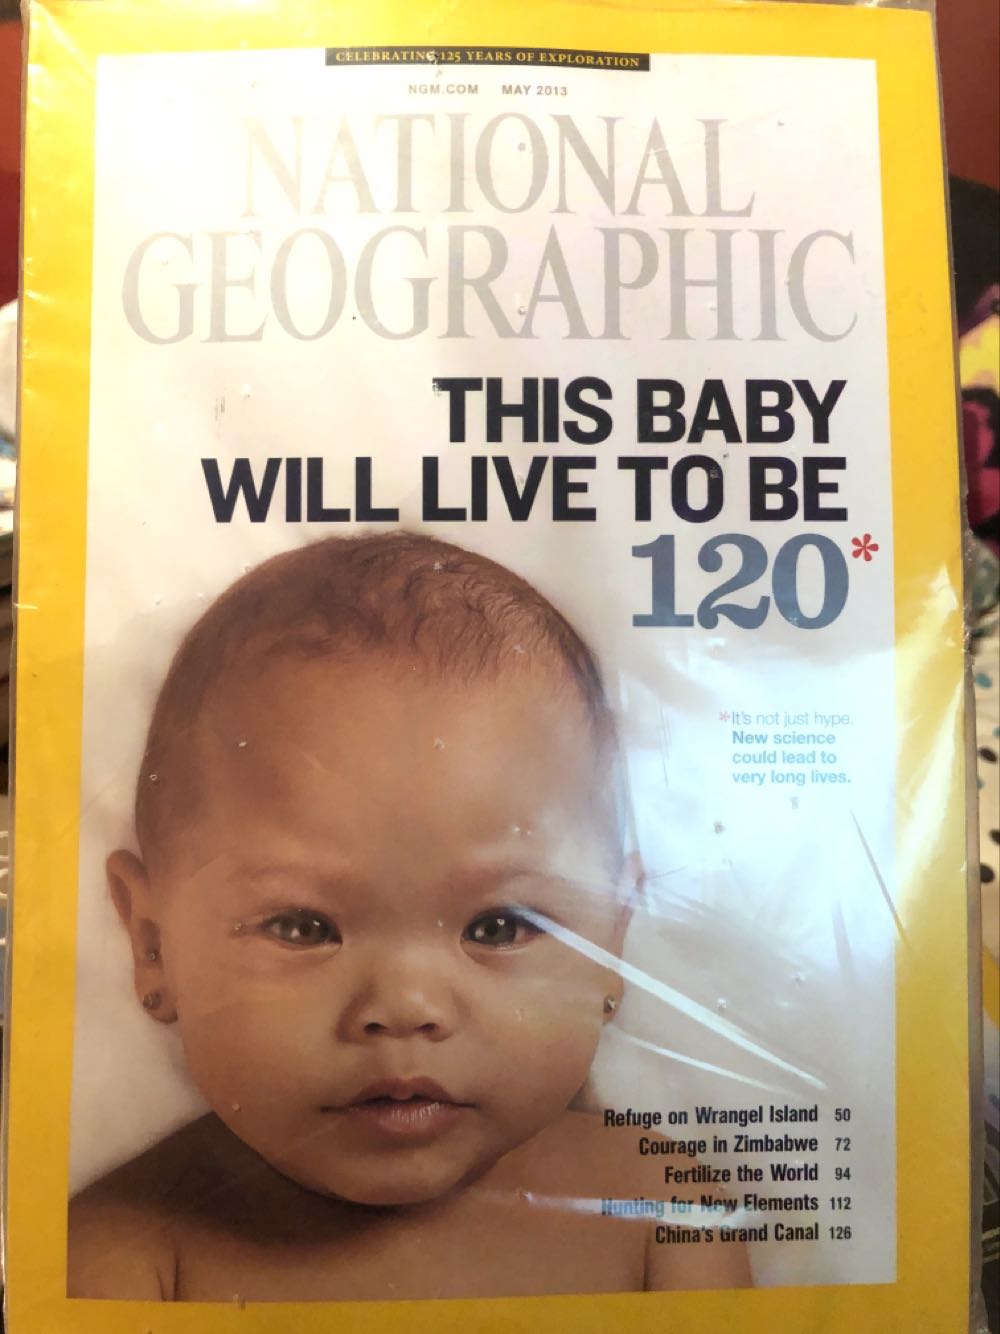 CELEBRATING 125 YEARS OF EXPLORATION
NGM.COM MAY 2013
NATIONAL
GEOGRAPHIC
THIS BABY
WILL LIVE TO BE
120*
*It's not just hype.
New science
could lead to
very long lives.
Refuge on Wrangel Island 50
Courage in Zimbabwe 72
Fertilize the World 94
Hunting for New Elements 112
China's Grand Canal 126